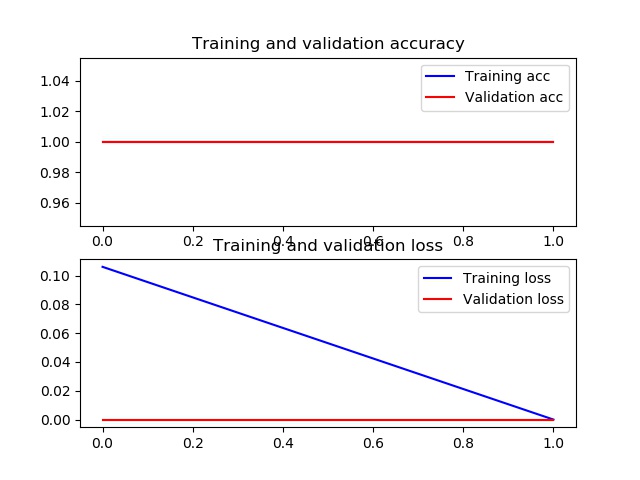 Training and validation accuracy
1.04
1.02
1.00
0.98
0.96
Training acc
Validation acc
0.0 0.2 0.4 0.6 0.8 1.0
Training and validation loss
0.10
0.08
0.06
0.04
0.02
0.00
Training loss
Validation loss
0.0 0.2 0.4 0.6 0.8 1.0